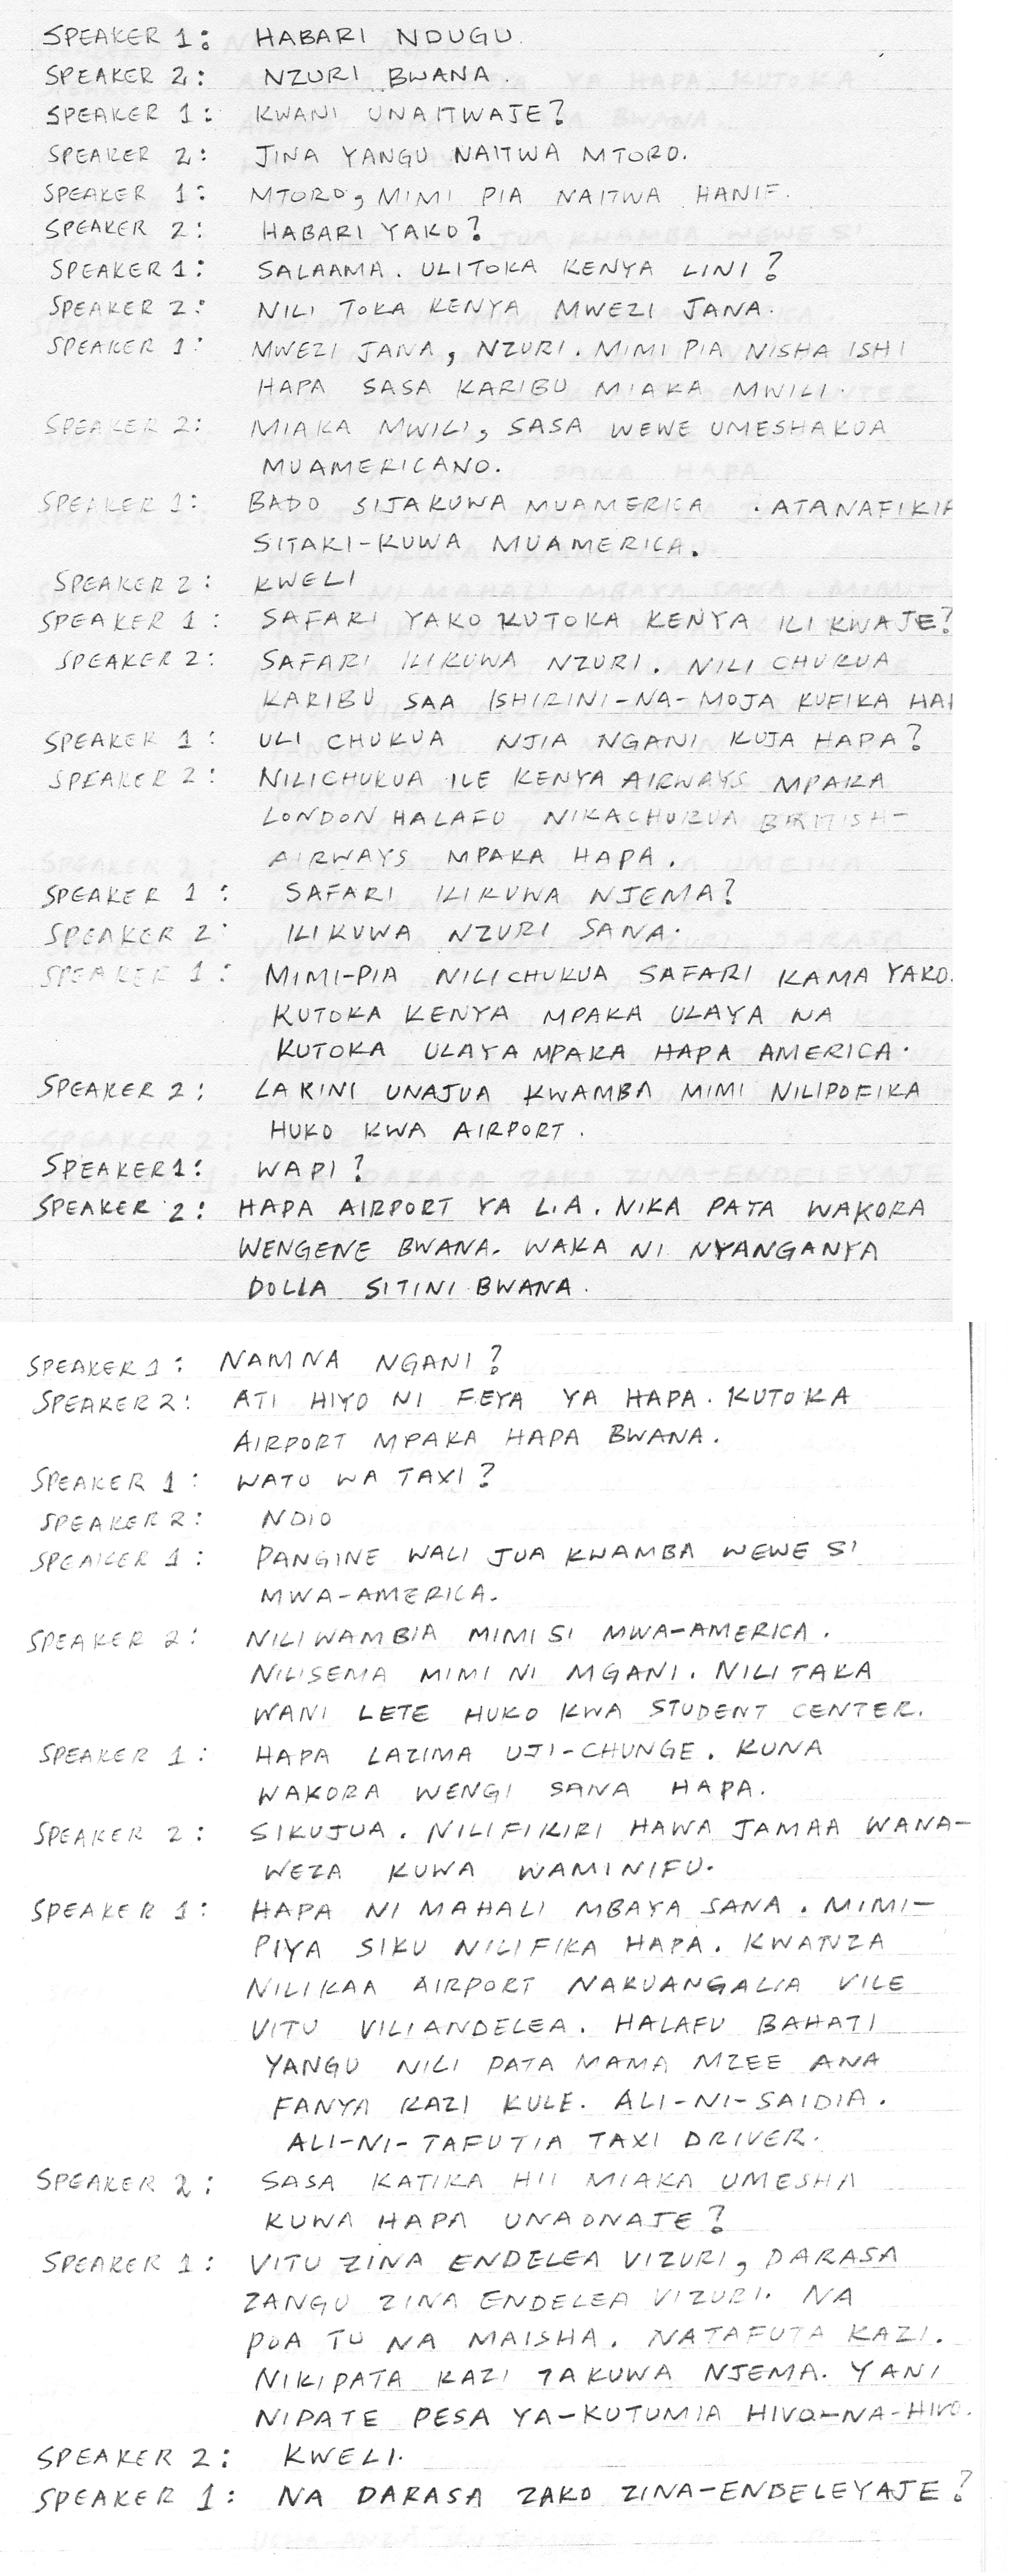 SPEAKER 1: HABARI NDUGU.
SPEAKER 2: NZURI BWANA.
SPEAKER 1: KWANI UNAITWAJE?
SPEAKER 2: JINA YANGU NAITWA MTORO.
SPEAKER 1: MTORO, MIMI PIA NAITWA HANIF.
SPEAKER 2: HABARI YAKO?
SPEAKER 1: SALAAMA. ULITOKA KENYA LINI?
SPEAKER 2: NILI TOKA KENYA MWEZI JANA.
SPEAKER 1: MWEZI JANA, NZURI. MIMI PIA NISHA ISHI
HAPA SASA KARIBU MIAKA MWILI.
SPEAKER 2: MIAKA MWILI, SASA WEWE UMESHAKUA
MUAMERICANO.
SPEAKER 1: BADO SIJAKUWA MUAMERICA. ATANAFIKIR
SITAKI-KUWA MUAMERICA.
SPEAKER 2: KWELI
SPEAKER 1: SAFARI YAKO KUTOKA KENYA ILI KWAJE?
SPEAKER 2: SAFARI ILIKUWA NZURI. NILI CHUKUA
KARIBU SAA ISHIRINI-NA-MOJA KUFIKA HA
SPEAKER 1: ULI CHUKUA NJIA NGANI KUJA HAPA?
SPEAKER 2: NILICHUKUA ILE KENYA AIRWAYS MPAKA
LONDON HALAFU NIKACHUKUA BRITISH-
AIRWAYS MPAKA HAPA.
SPEAKER 1: SAFARI ILIKUWA NJEMA?
SPEAKER 2: ILIKUWA NZURI SANA.
SPEAKER 1: MIMI-PIA NILICHUKUA SAFARI KAMA YAKO.
KUTOKA KENYA MPAKA ULAYA NA
KUTOKA ULAYA MPAKA HAPA AMERICA.
SPEAKER 2: LAKINI UNAJUA KWAMBA MIMI NILIPOFIKA
HUKO KWA AIRPORT.
SPEAKER 1: WAPI?
SPEAKER 2: HAPA AIRPORT YA L.A. NIKA PATA WAKORA
WENGENE BWANA. WAKA NI NYANGANYA
DOLLA SITINI BWANA.
SPEAKER 1: NAMNA NGANI?
SPEAKER 2: ATI HIYO NI FEYA YA HAPA. KUTOKA
AIRPORT MPAKA HAPA BWANA.
SPEAKER 1: WATU WA TAXI?
SPEAKER 2: NDIO
SPEAKER 1: PANGINE WALI JUA KWAMBA WEWE SI
MWA-AMERICA.
SPEAKER 2: NILIWAMBIA MIMI SI MWA-AMERICA.
NILISEMA MIMI NI MGANI. NILITAKA
WANI LETE HUKO KWA STUDENT CENTER.
SPEAKER 1: HAPA LAZIMA UJI-CHUNGE. KUNA
WAKORA WENGI SANA HAPA.
SPEAKER 2: SIKUJUA. NILIFIKIRI HAWA JAMAA WANA-
WEZA KUWA WAMINIFU.
SPEAKER 1: HAPA NI MAHALI MBAYA SANA. MIMI-
PIYA SIKU NILIFIKA HAPA. KWANZA
NILIKAA AIRPORT NAKUANGALIA VILE
VITU VILIANDELEA. HALAFU BAHATI
YANGU NILI PATA MAMA MZEE ANA
FANYA KAZI KULE. ALI-NI-SAIDIA.
ALI-NI-TAFUTIA TAXI DRIVER.
SPEAKER 2: SASA KATIKA HII MIAKA UMESHA
KUWA HAPA UNAONAJE?
SPEAKER 1: VITU ZINA ENDELEA VIZURI, DARASA
ZANGU ZINA ENDELEA VIZURI. NA
POA TU NA MAISHA. NATAFUTA KAZI.
NIKIPATA KAZI TAKUWA NJEMA. YANI
NIPATE PESA YA-KUTUMIA HIVO-NA-HIVO.
SPEAKER 2: KWELI.
SPEAKER 1: NA DARASA ZAKO ZINA-ENDELEYAJE?